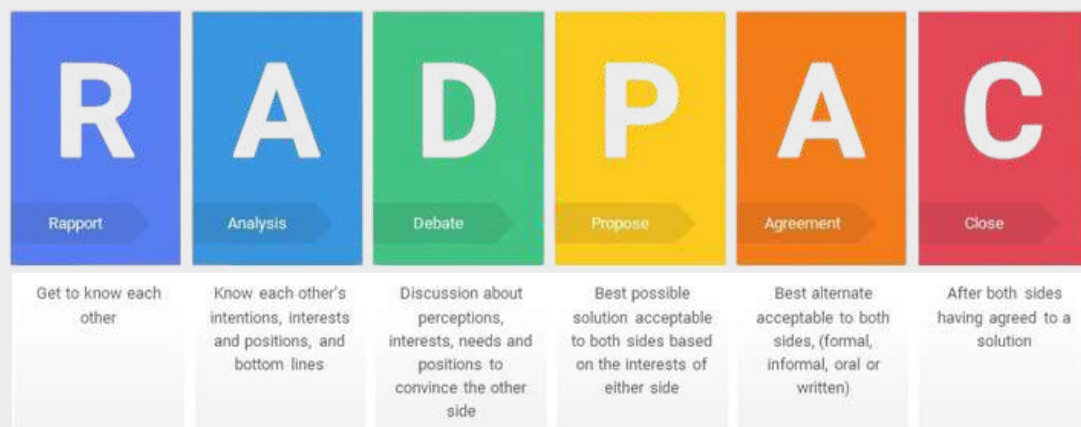 R
A
D
P
A
C
Rapport
Analysis
Debate
Propose
Agreement
Close
Get to know each
other
Know each other's
intentions, interests
and positions, and
bottom lines
Discussion about
perceptions,
interests, needs and
positions to
convince the other
side
Best possible
solution acceptable
to both sides based
on the interests of
either side
Best alternate
acceptable to both
sides, (formal,
informal, oral or
written)
After both sides
having agreed to a
solution